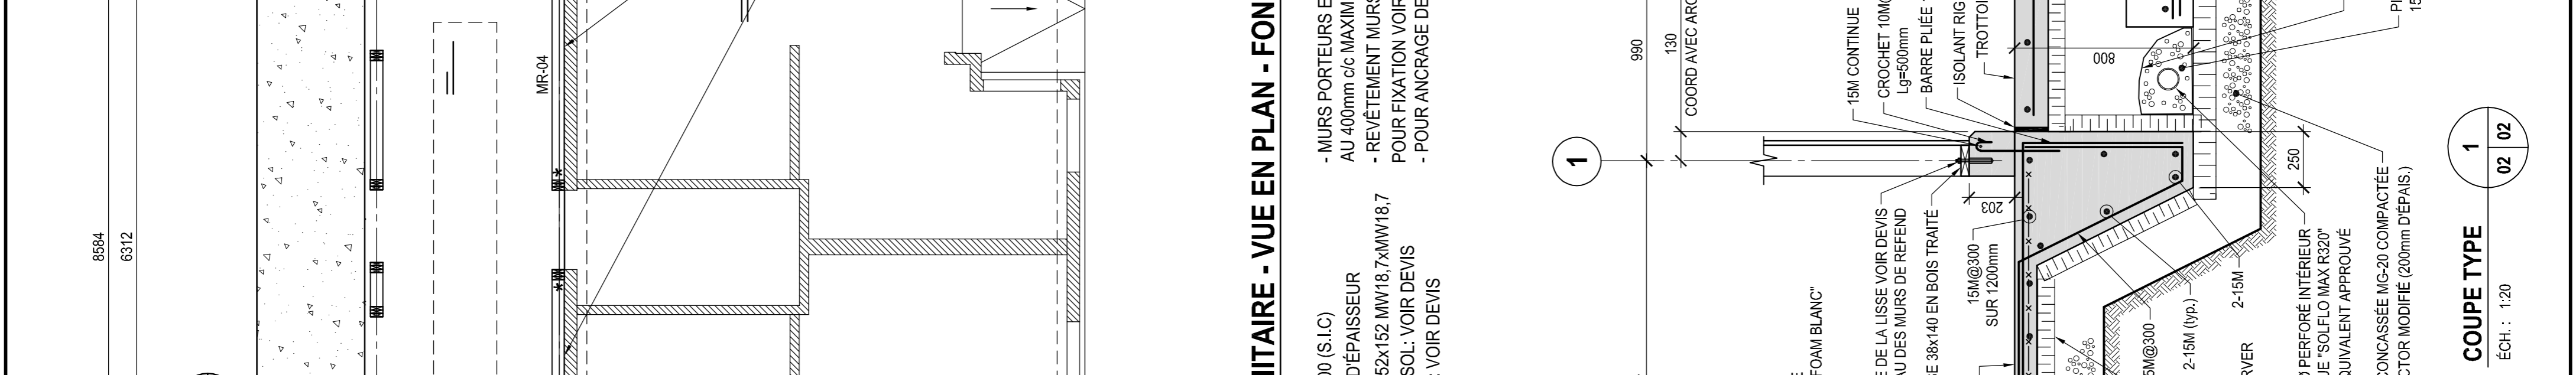 8584
6312
MR-04
NITAIRE - VUE EN PLAN - FON
- MURS PORTEURS E
AU 400mm c/c MAXIM
- REVÊTEMENT MURS
POUR FIXATION VOIR
- POUR ANCRAGE DE
00 (S.I.C)
D'ÉPAISSEUR
52x152 MW18,7xMW18,7
SOL: VOIR DEVIS
: VOIR DEVIS
1
990
130
COORD AVEC ARC
15M CONTINUE
CROCHET 10M@
Lg=500mm
BARRE PLIÉE
ISOLANT RIG
TROTTOI
800
203
250
FOAM BLANC"
E DE LA LISSE VOIR DEVIS
AU DES MURS DE REFEND
GE 38x140 EN BOIS TRAITÉ
15M@300
SUR 1200mm
5M@300
2-15M (typ.)
2-15M
RVER
Ø PERFORÉ INTÉRIEUR
UE "SOLFLO MAX R320"
QUIVALENT APPROUVÉ
ONCASSÉE MG-20 COMPACTÉE
CTOR MODIFIÉ (200mm D'ÉPAIS.)
15
COUPE TYPE
ÉCH. : 1:20
1
02
02